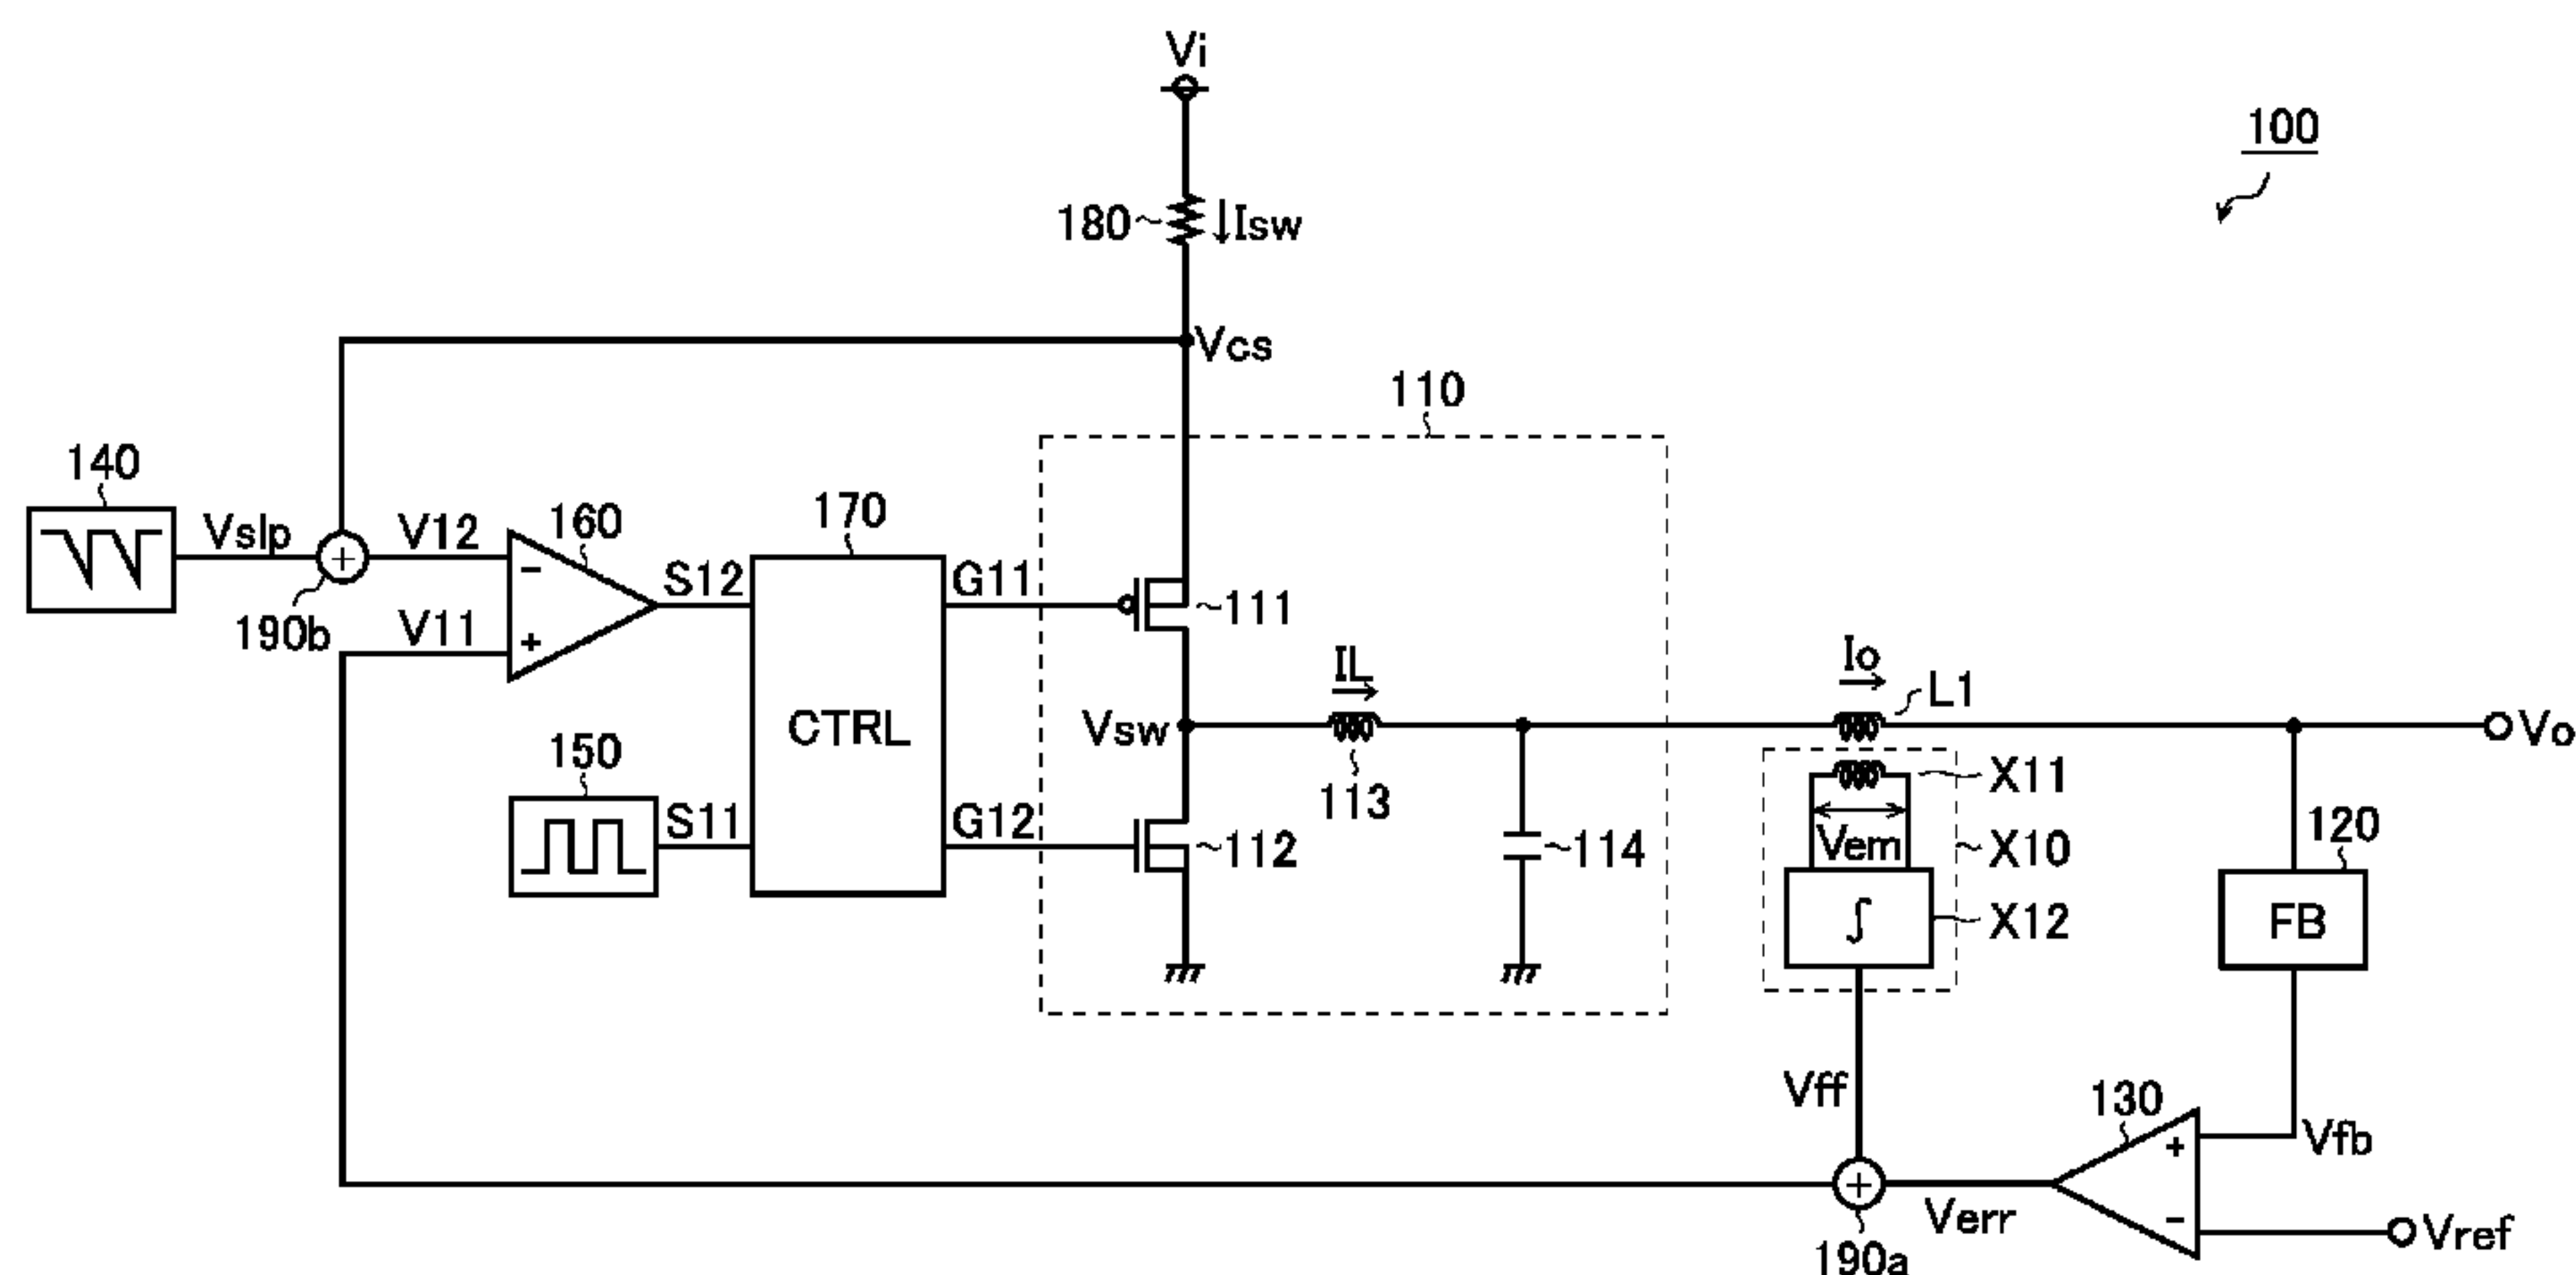 Vi
100
180
Isw
Vcs
110
140
Vslp
V12
160
170
190b
V11
S12
G11
111
CTRL
Vsw
IL
113
Io
L1
Vo
150
S11
G12
112
114
X11
Vem
X10
X12
∫
120
FB
Vff
130
Vfb
Verr
190a
Vref
+
+
-
+
+
-